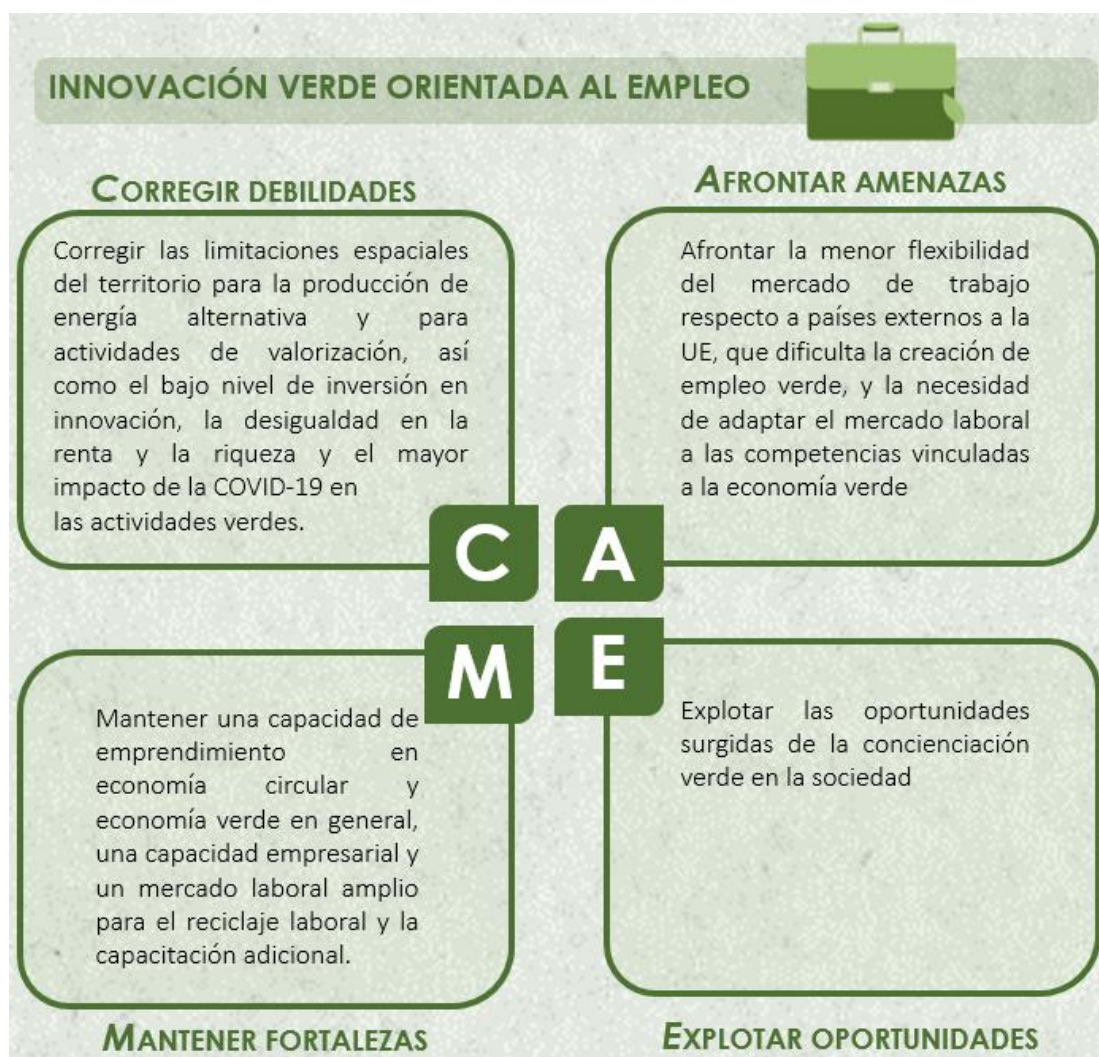 INNOVACIÓN VERDE ORIENTADA AL EMPLEO
CORREGIR DEBILIDADES
Corregir las limitaciones espaciales
del territorio para la producción de
energía alternativa y para
actividades de valorización, así
como el bajo nivel de inversión en
innovación, la desigualdad en la
renta y la riqueza y el mayor
impacto de la COVID-19 en
las actividades verdes.
C
AFRONTAR AMENAZAS
Afrontar la menor flexibilidad
del mercado de trabajo
respecto a países externos a la
UE, que dificulta la creación de
empleo verde, y la necesidad
de adaptar el mercado laboral
a las competencias vinculadas
a la economía verde
A
M
Mantener una capacidad de
emprendimiento en
economía circular y
economía verde en general,
una capacidad empresarial y
un mercado laboral amplio
para el reciclaje laboral y la
capacitación adicional.
MANTENER FORTALEZAS
E
Explotar las oportunidades
surgidas de la concienciación
verde en la sociedad
EXPLOTAR OPORTUNIDADES